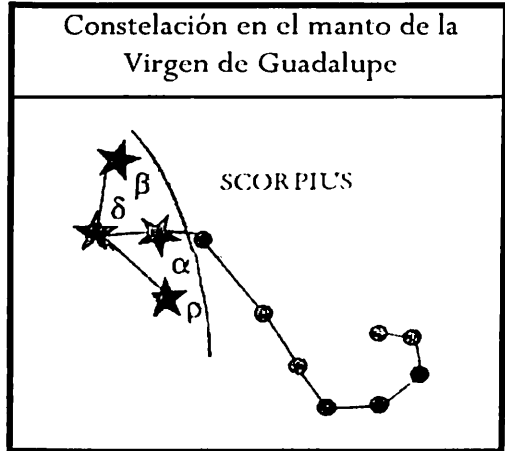 Constelación en el manto de la
Virgen de Guadalupe
β
SCORPIUS
δ
α
ρ